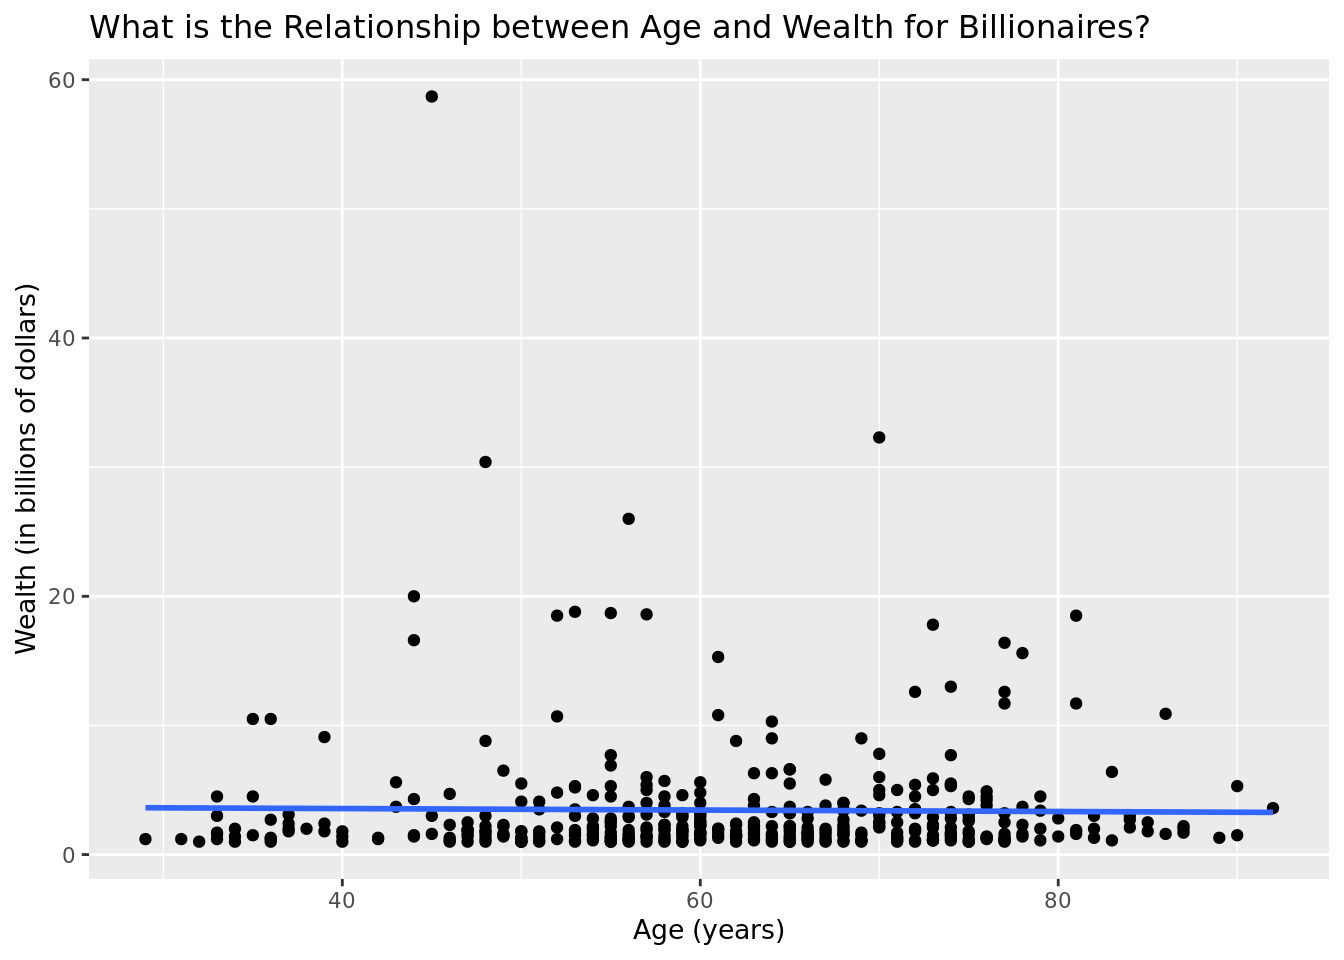 What is the Relationship between Age and Wealth for Billionaires?
60
40
20
0
Wealth (in billions of dollars)
40 60 80
Age (years)